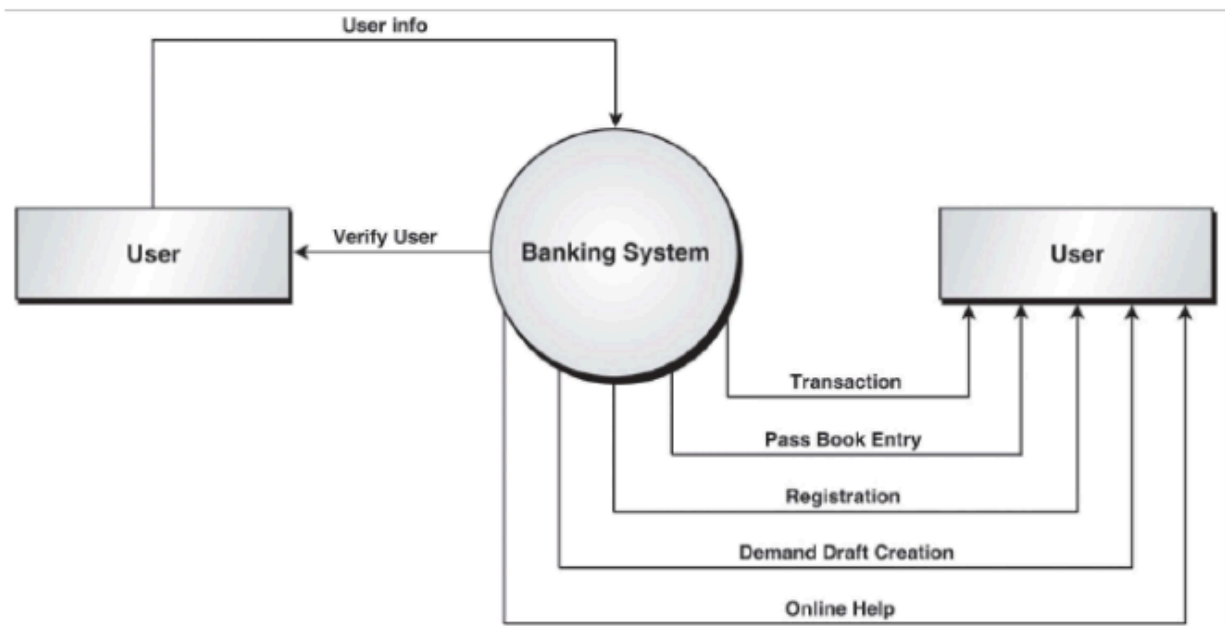 User info
User
Verify User
Banking System
User
Transaction
Pass Book Entry
Registration
Demand Draft Creation
Online Help